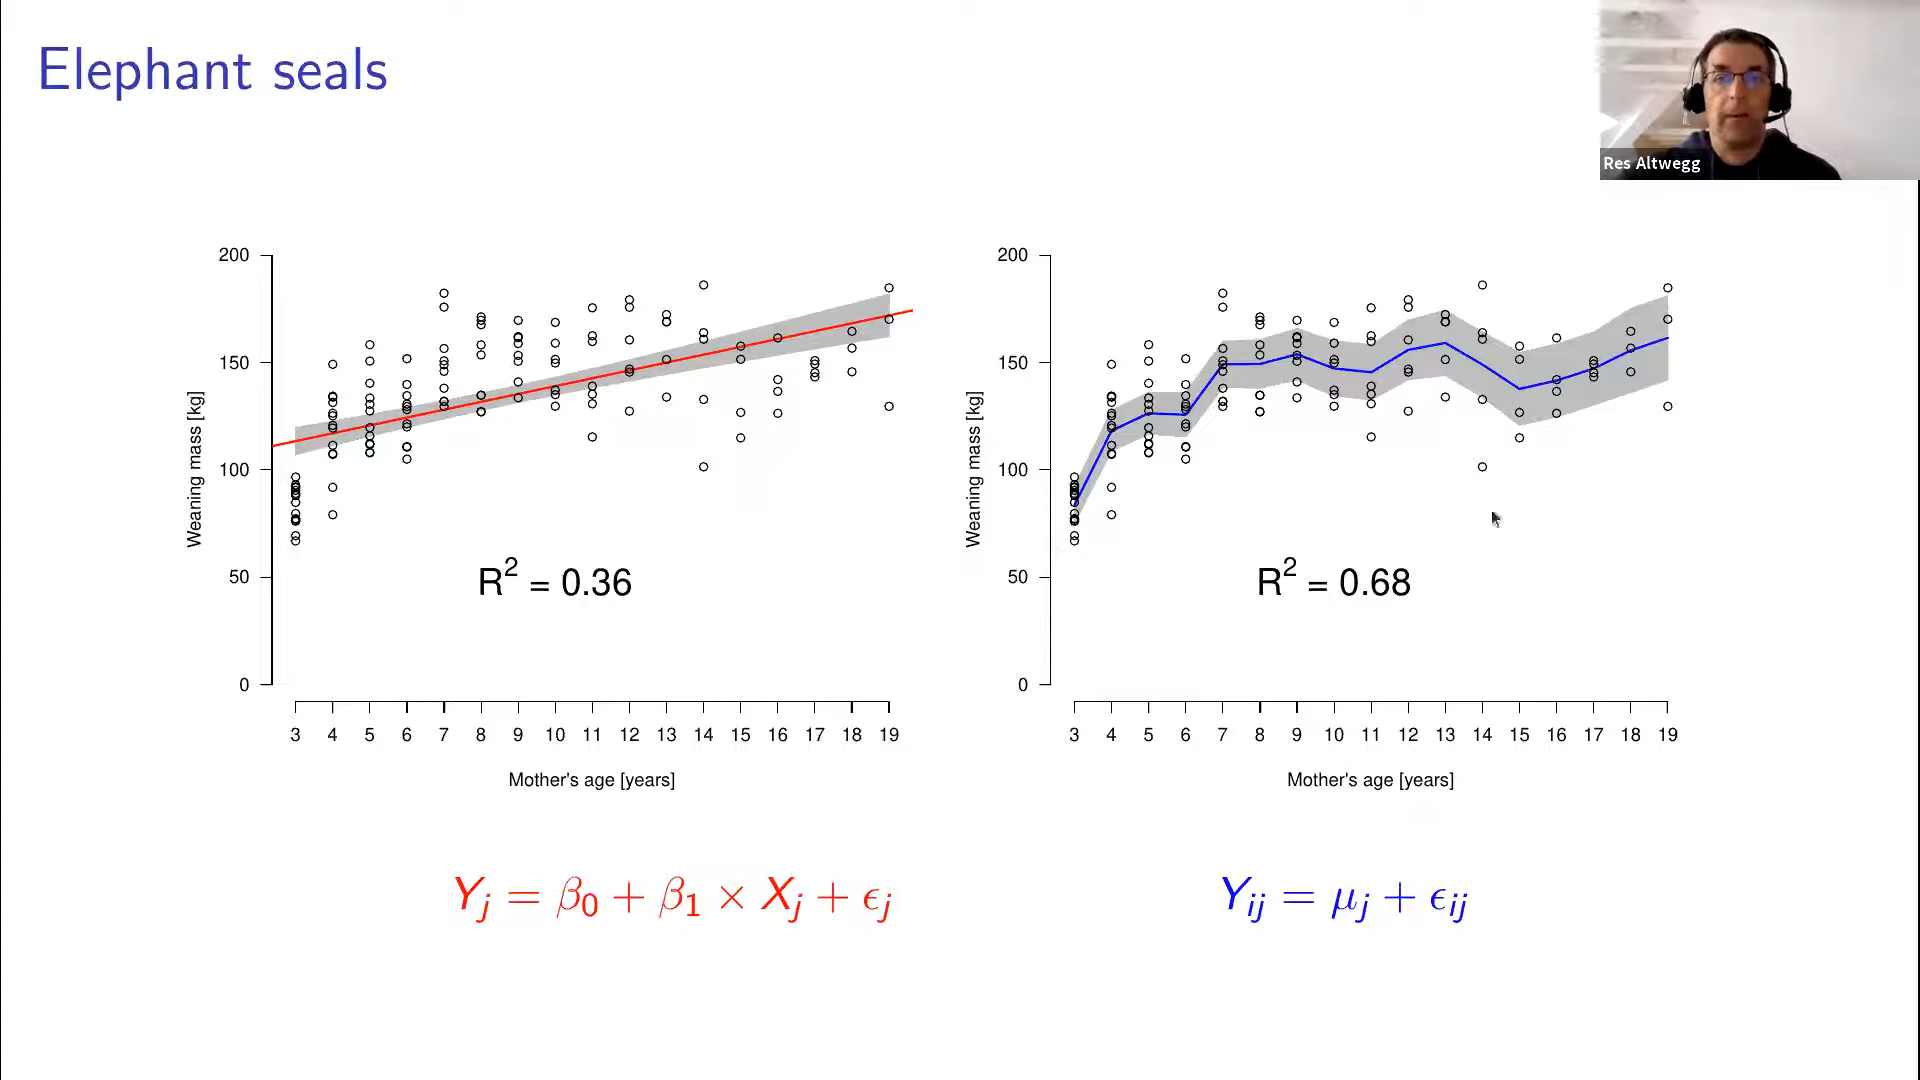 Elephant seals
Res Altwegg
200
150
100
50
0
Weaning mass [kg]
R² = 0.36
3 4 5 6 7 8 9 10 11 12 13 14 15 16 17 18 19
Mother's age [years]
200
150
100
50
0
Weaning mass [kg]
R² = 0.68
3 4 5 6 7 8 9 10 11 12 13 14 15 16 17 18 19
Mother's age [years]
Yⱼ = β₀ + β₁ × Xⱼ + ϵⱼ
Yᵢⱼ = μⱼ + ϵᵢⱼ